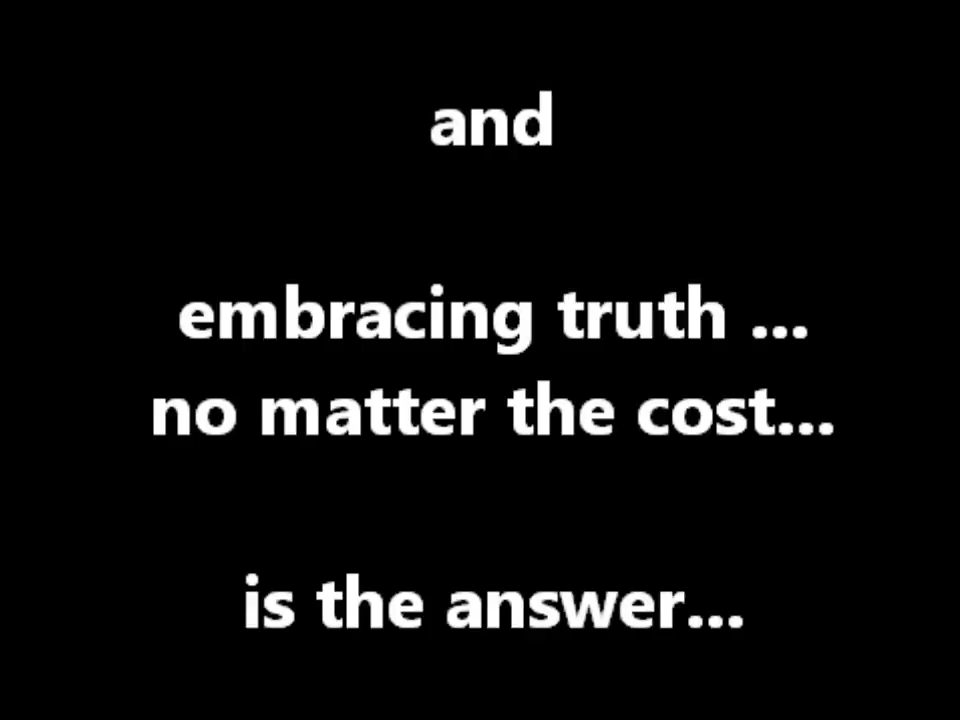 and
embracing truth ...
no matter the cost...
is the answer...